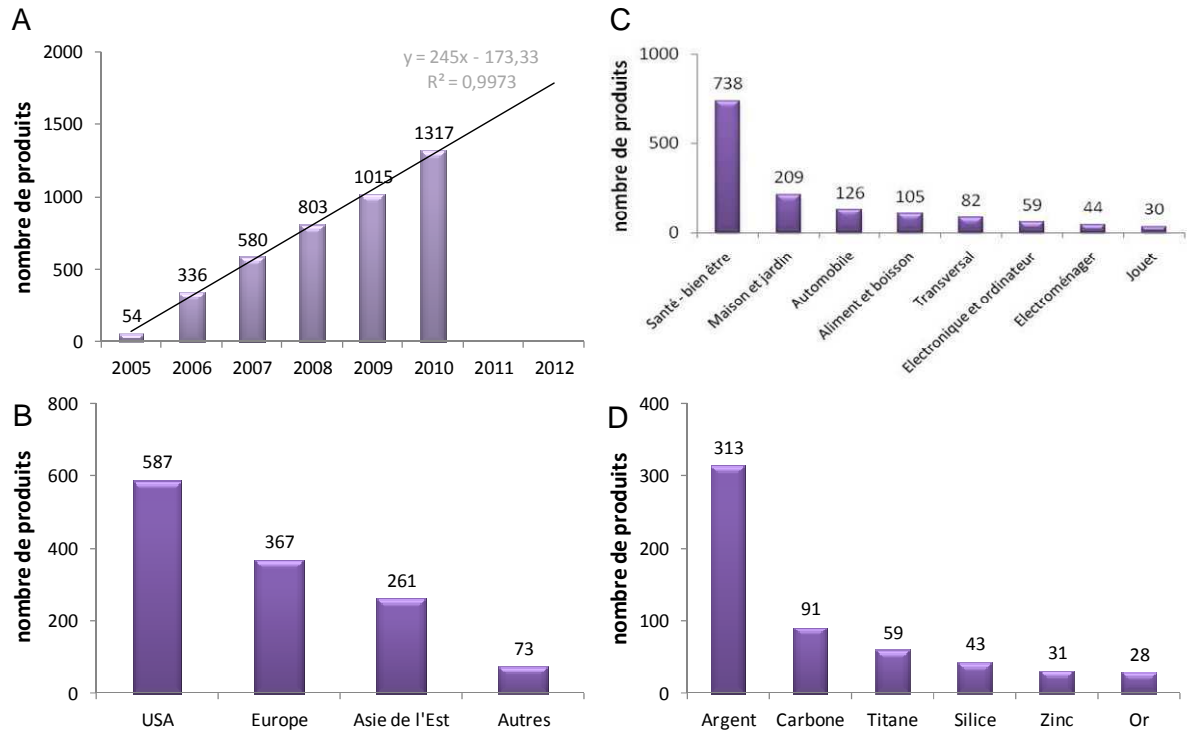 A
nombre de produits
2000
1500
1000
500
0
y = 245x - 173,33
R² = 0,9973
54
336
580
803
1015
1317
2005 2006 2007 2008 2009 2010 2011 2012
C
nombre de produits
1000
500
0
738
209
126
105
82
59
44
30
Santé - bien être
Maison et jardin
Automobile
Aliment et boisson
Transversal
Electronique et ordinateur
Electroménager
Jouet
B
nombre de produits
800
600
400
200
0
587
367
261
73
USA Europe Asie de l'Est Autres
D
nombre de produits
400
300
200
100
0
313
91
59
43
31
28
Argent Carbone Titane Silice Zinc Or